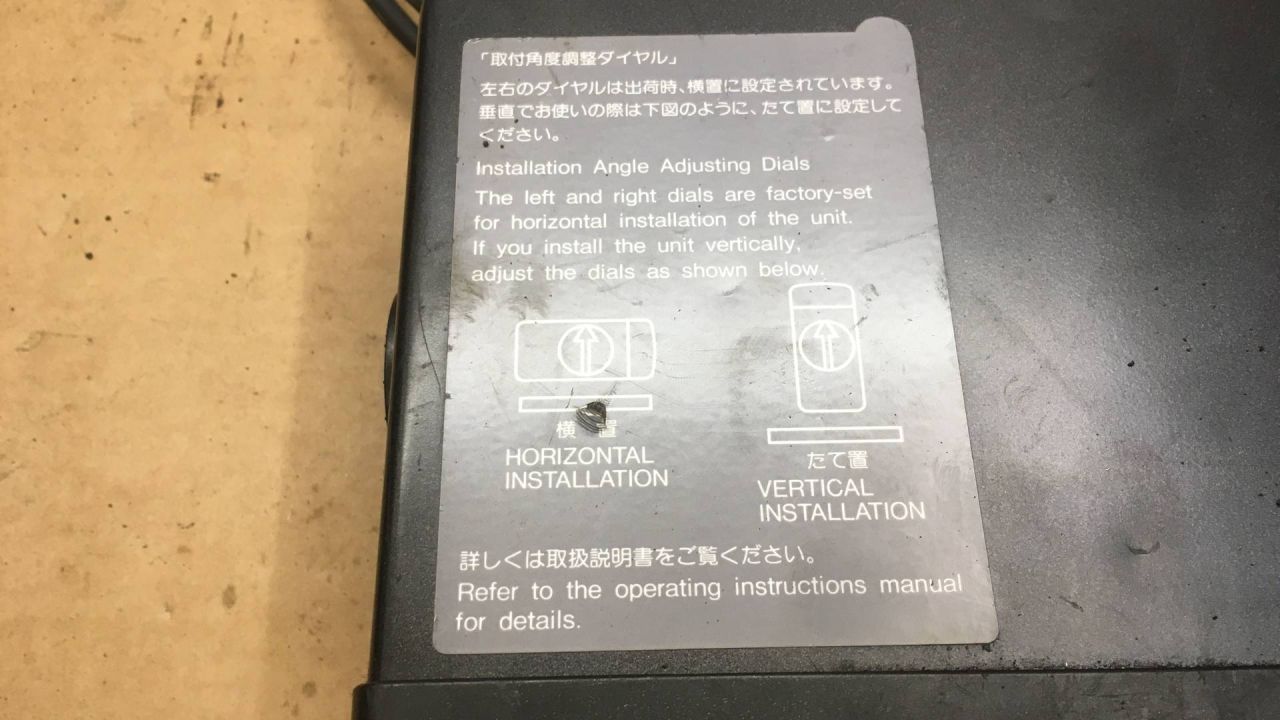 「取付角度調整ダイヤル」
左右のダイヤルは出荷時、横置に設定されています。
垂直でお使いの際は下図のように、たて置に設定して
ください。
Installation Angle Adjusting Dials
The left and right dials are factory-set
for horizontal installation of the unit.
If you install the unit vertically,
adjust the dials as shown below.
横置
HORIZONTAL
INSTALLATION
たて置
VERTICAL
INSTALLATION
詳しくは取扱説明書をご覧ください。
Refer to the operating instructions manual
for details.